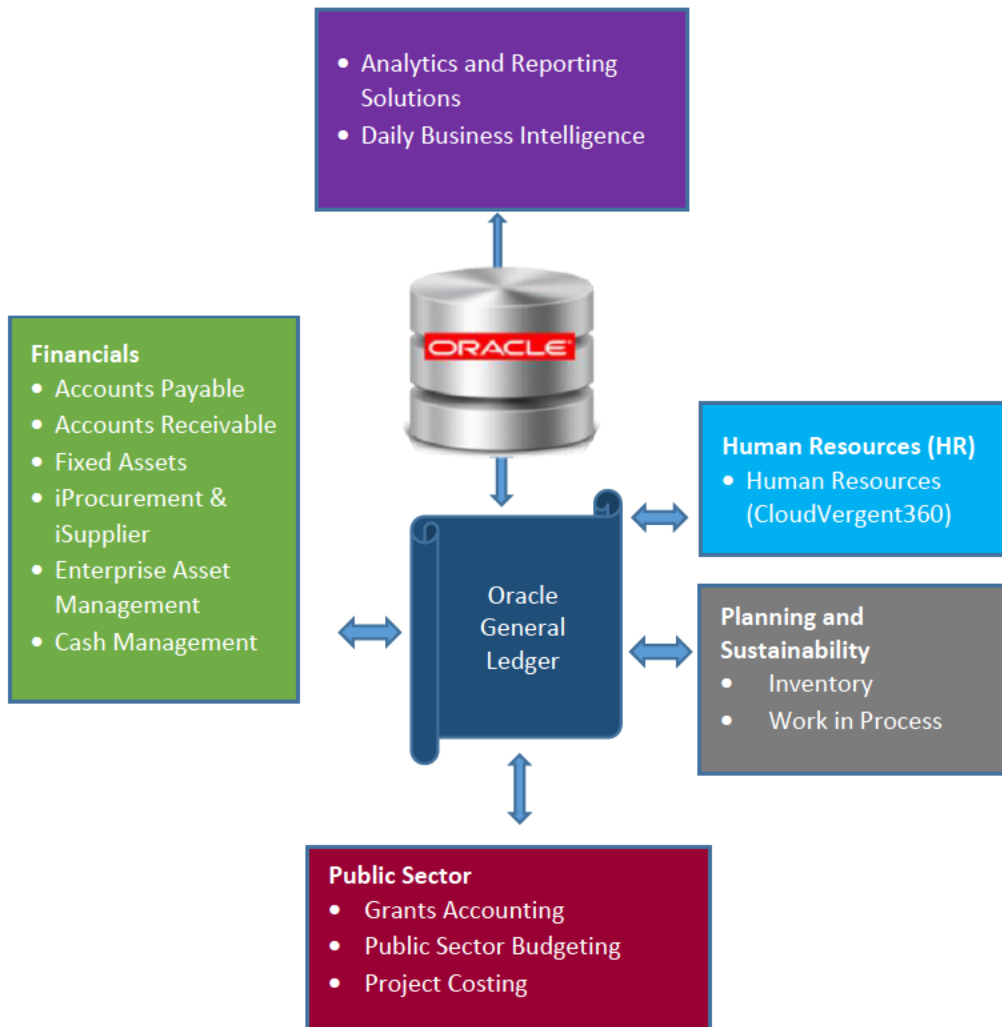 • Analytics and Reporting
Solutions
• Daily Business Intelligence
ORACLE®
Financials
• Accounts Payable
• Accounts Receivable
• Fixed Assets
• iProcurement &
iSupplier
• Enterprise Asset
Management
• Cash Management
Oracle
General
Ledger
Human Resources (HR)
• Human Resources
(CloudVergent360)
Planning and
Sustainability
• Inventory
• Work in Process
Public Sector
• Grants Accounting
• Public Sector Budgeting
• Project Costing